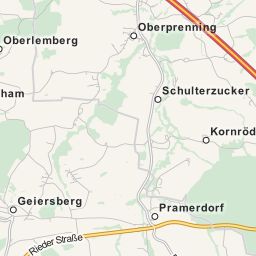 Oberprenning
Oberlemberg
ham
Schulterzucker
Kornröd
Geiersberg
Pramerdorf
Rieder Straße